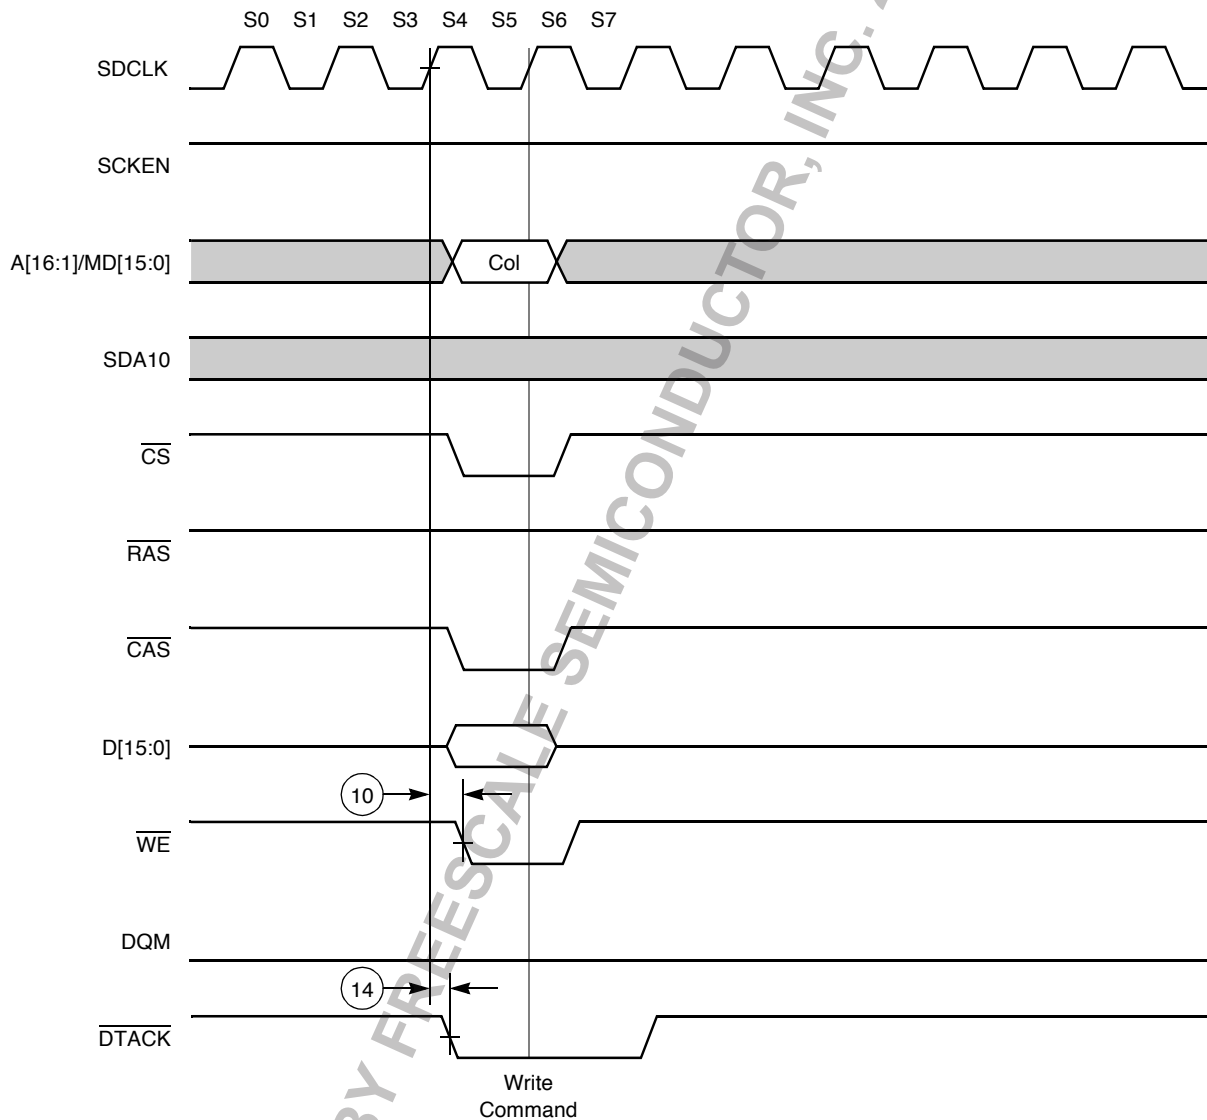 S0 S1 S2 S3 S4 S5 S6 S7
SDCLK
SCKEN
A[16:1]/MD[15:0]
Col
SDA10
CS
RAS
CAS
D[15:0]
10
WE
DQM
14
DTACK
Write
Command
BY FREESCALE SEMICONDUCTOR, INC.